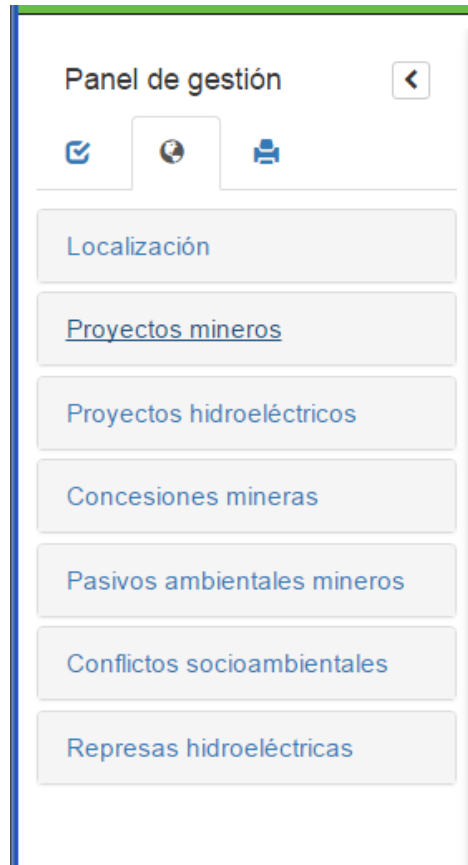 Panel de gestión
Localización
Proyectos mineros
Proyectos hidroeléctricos
Concesiones mineras
Pasivos ambientales mineros
Conflictos socioambientales
Represas hidroeléctricas